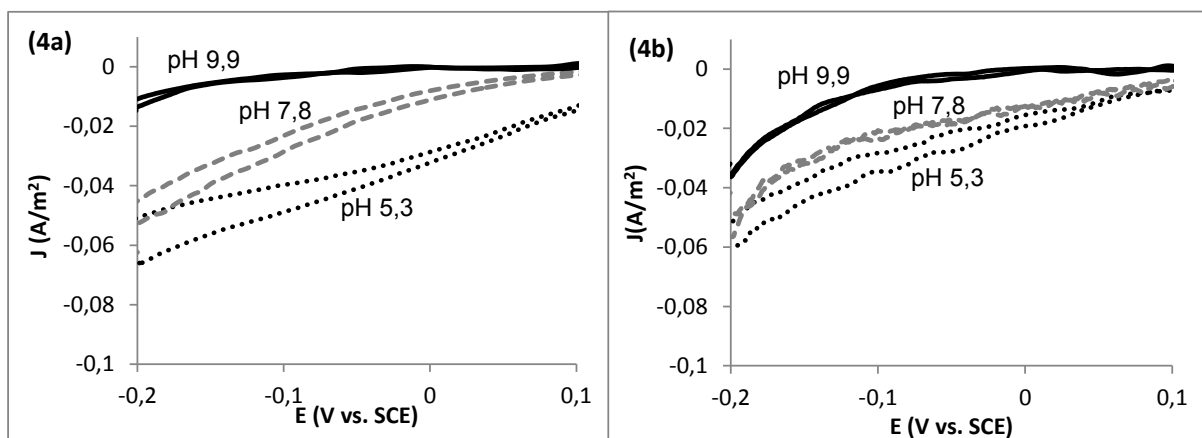 (4a)
pH 9,9
pH 7,8
pH 5,3
0
-0,02
-0,04
-0,06
-0,08
-0,1
-0,2
-0,1
0
0,1
J (A/m²)
E (V vs. SCE)
(4b)
pH 9,9
pH 7,8
pH 5,3
0
-0,02
-0,04
-0,06
-0,08
-0,1
-0,2
-0,1
0
0,1
J(A/m²)
E (V vs. SCE)